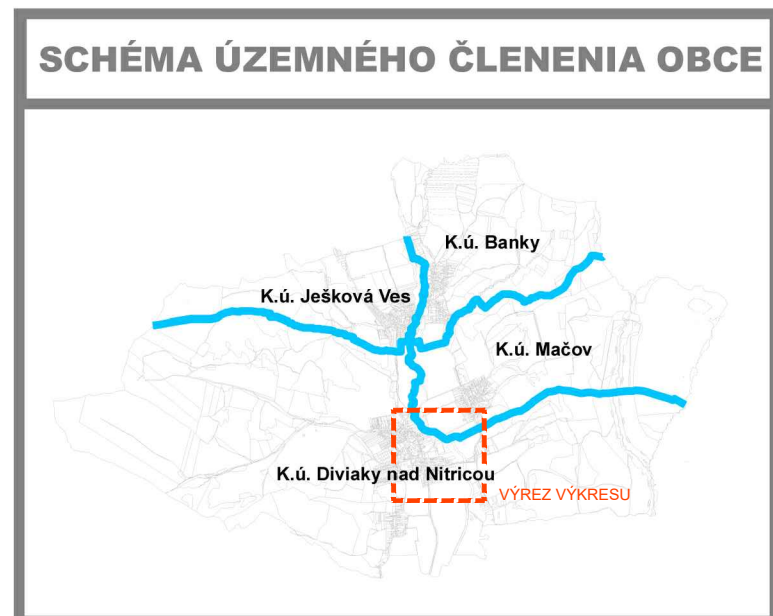 SCHÉMA ÚZEMNÉHO ČLENENIA OBCE
K.ú. Banky
K.ú. Ješková Ves
K.ú. Mačov
K.ú. Diviaky nad Nitricou
VÝREZ VÝKRESU